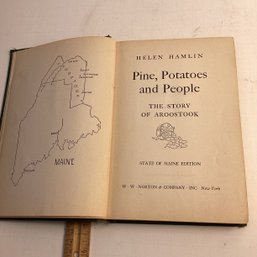 MAINE
HELEN HAMLIN
Pine, Potatoes
and People
THE STORY
OF AROOSTOOK
STATE OF MAINE EDITION
W · W · NORTON & COMPANY · INC · New York